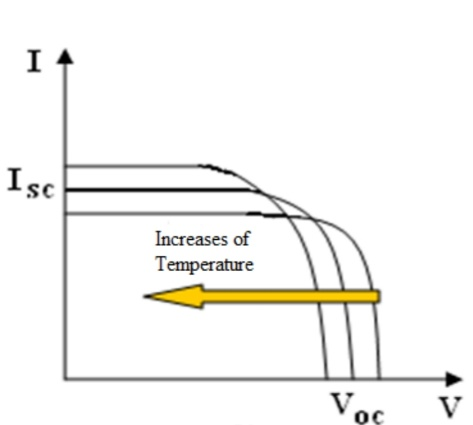 I
Isc
Increases of
Temperature
Voc
V